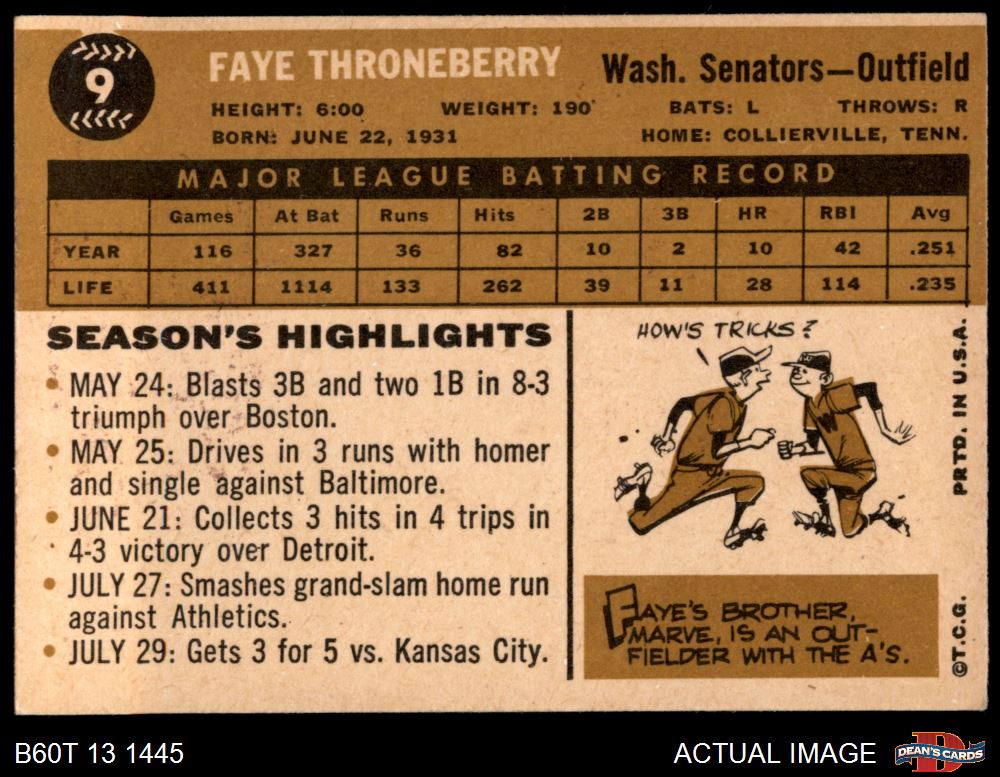 9
FAYE THRONEBERRY
Wash. Senators—Outfield
HEIGHT: 6:00 WEIGHT: 190 BATS: L THROWS: R
BORN: JUNE 22, 1931 HOME: COLLIERVILLE, TENN.
MAJOR LEAGUE BATTING RECORD
Games At Bat Runs Hits 2B 3B HR RBI Avg
YEAR 116 327 36 82 10 2 10 42 .251
LIFE 411 1114 133 262 39 11 28 114 .235
SEASON'S HIGHLIGHTS
• MAY 24: Blasts 3B and two 1B in 8-3
triumph over Boston.
• MAY 25: Drives in 3 runs with homer
and single against Baltimore.
• JUNE 21: Collects 3 hits in 4 trips in
4-3 victory over Detroit.
• JULY 27: Smashes grand-slam home run
against Athletics.
• JULY 29: Gets 3 for 5 vs. Kansas City.
HOW'S TRICKS?
W
FAYE'S BROTHER,
MARVE, IS AN OUT-
FIELDER WITH THE A'S.
PRTD. IN U.S.A.
©T.C.G.
B60T 13 1445
ACTUAL IMAGE
D
DEAN'S CARDS